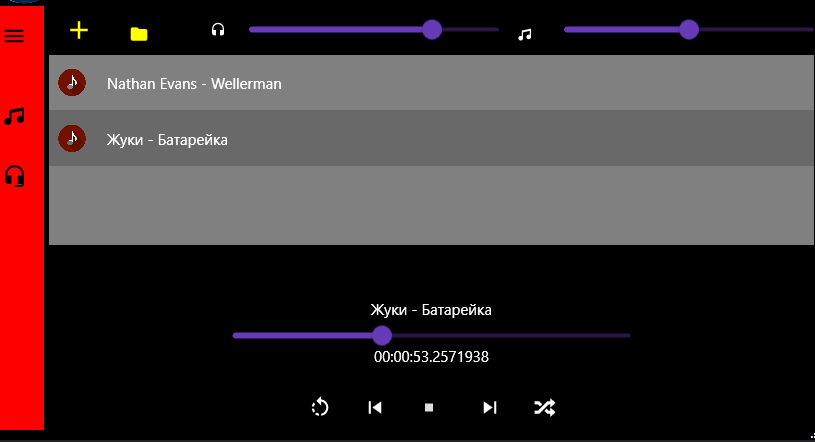 Nathan Evans - Wellerman
Жуки - Батарейка
Жуки - Батарейка
00:00:53.2571938